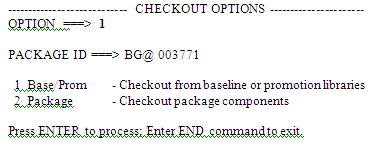 --------------------------- CHECKOUT OPTIONS ---------------------
OPTION ===> 1
PACKAGE ID ===> BG@ 003771
1 Base/Prom - Checkout from baseline or promotion libraries
2 Package - Checkout package components
Press ENTER to process; Enter END command to exit.